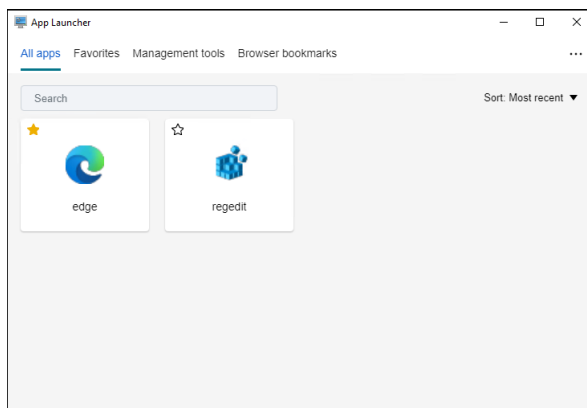 App Launcher
All apps Favorites Management tools Browser bookmarks
Search
Sort: Most recent
edge regedit